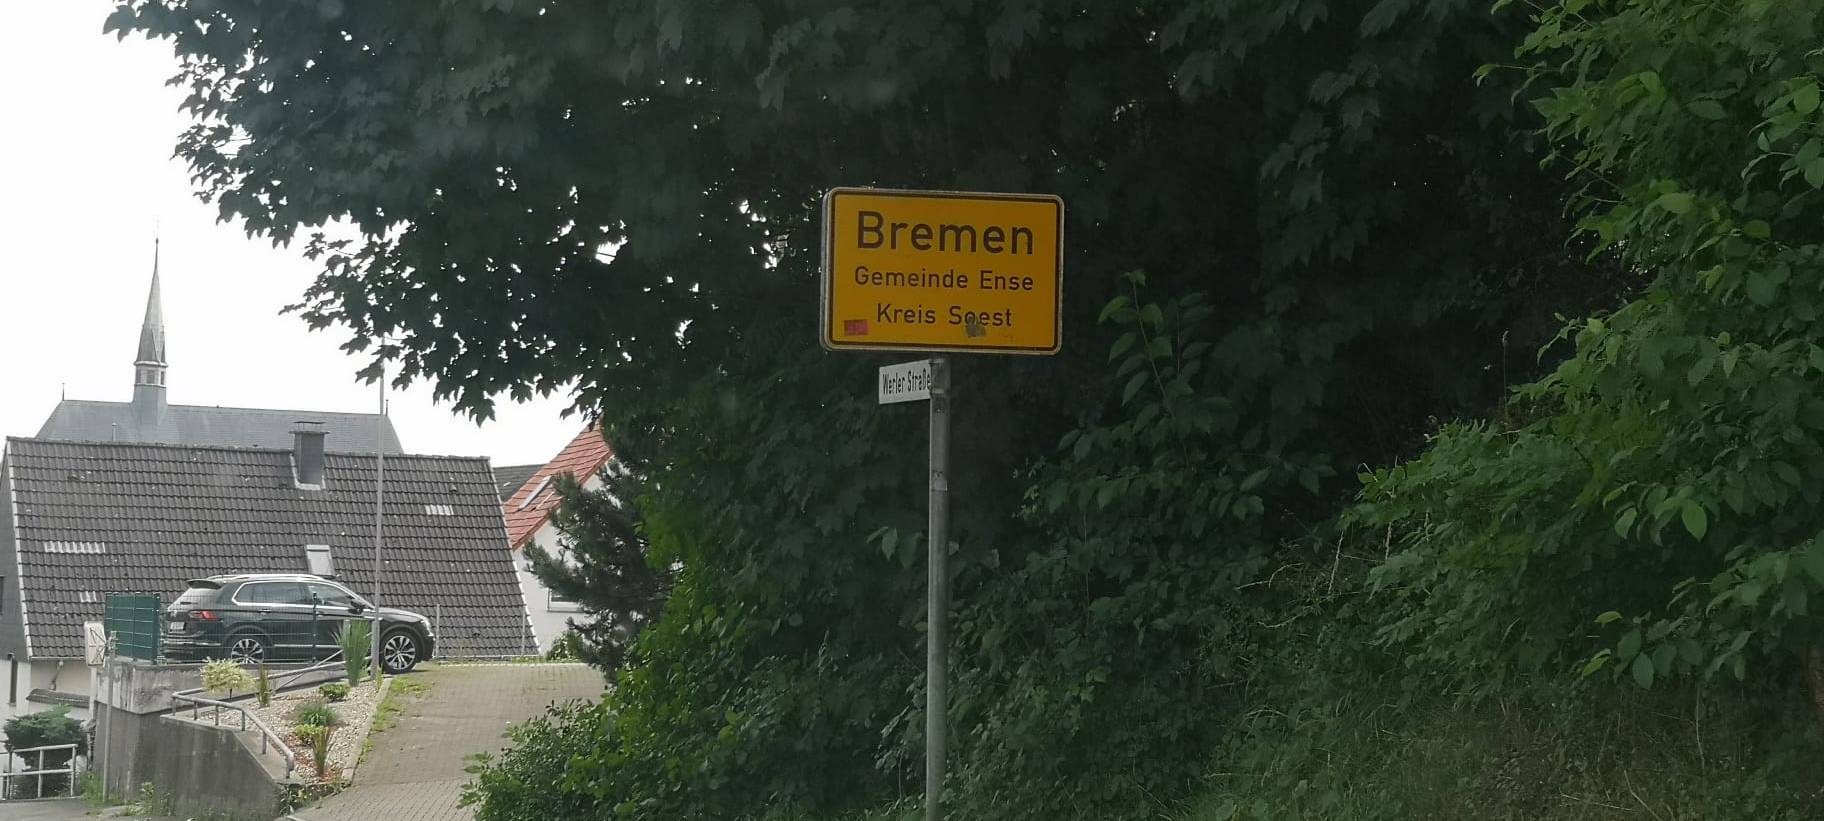 Bremen
Gemeinde Ense
Kreis Soest
Werler Straße